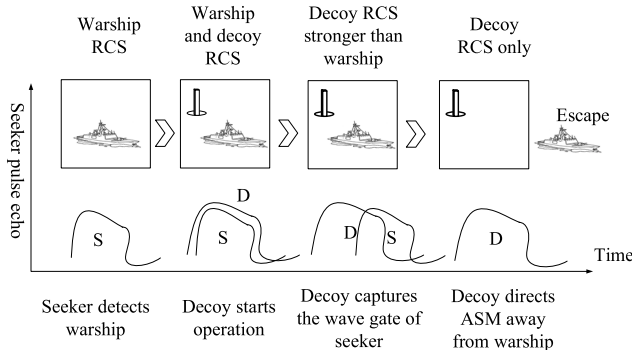 Warship
RCS
Warship
and decoy
RCS
Decoy RCS
stronger than
warship
Decoy
RCS only
Escape
Seeker pulse echo
S
D
S
D
S
D
Time
Seeker detects
warship
Decoy starts
operation
Decoy captures
the wave gate of
seeker
Decoy directs
ASM away
from warship